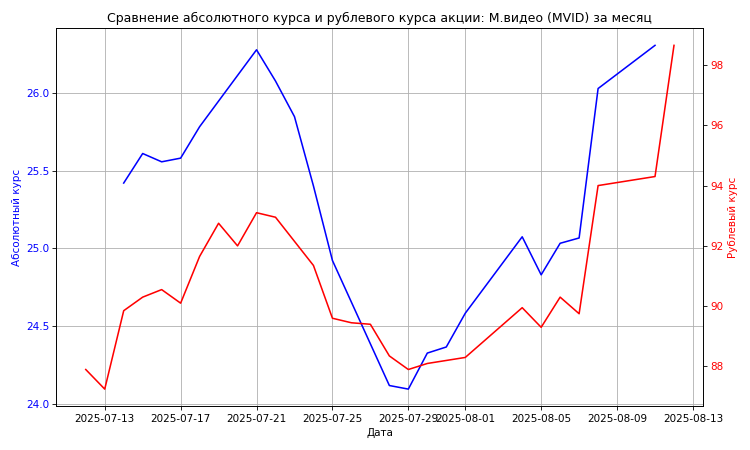 Сравнение абсолютного курса и рублевого курса акции: М.видео (MVID) за месяц
26.0
25.5
25.0
24.5
24.0
Абсолютный курс
98
96
94
92
90
88
Рублевый курс
2025-07-13 2025-07-17 2025-07-21 2025-07-25 2025-07-29 2025-08-01 2025-08-05 2025-08-09 2025-08-13
Дата